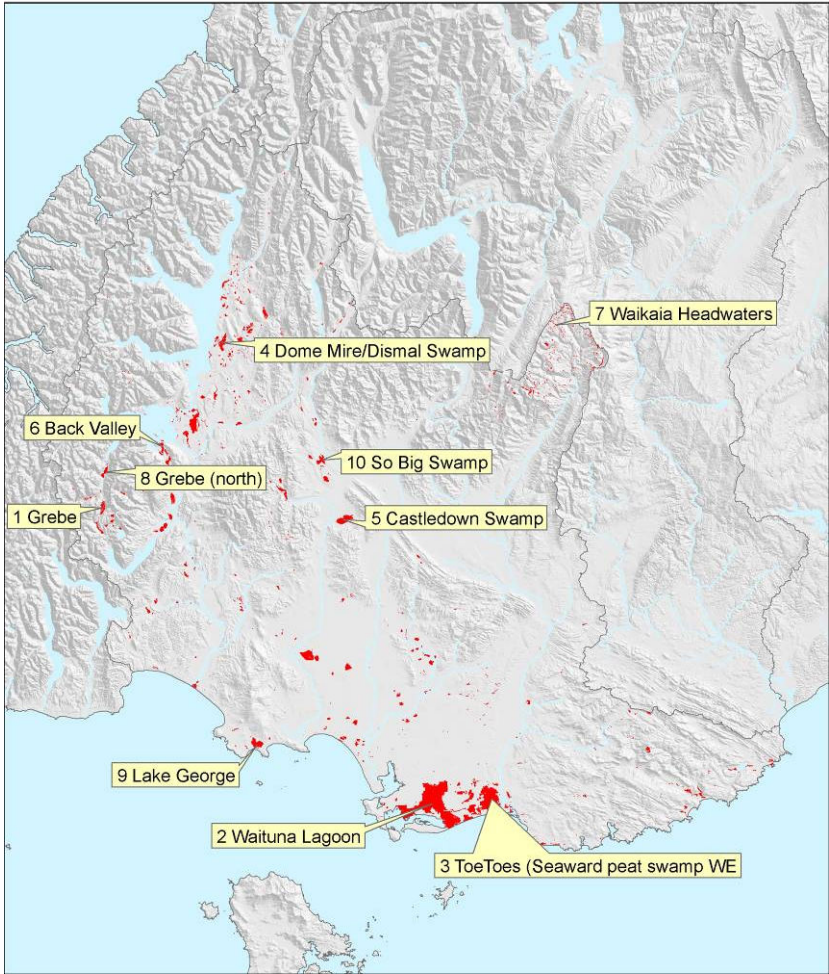 7 Waikaia Headwaters
4 Dome Mire/Dismal Swamp
6 Back Valley
10 So Big Swamp
8 Grebe (north)
1 Grebe
5 Castledown Swamp
9 Lake George
2 Waituna Lagoon
3 ToeToes (Seaward peat swamp WE